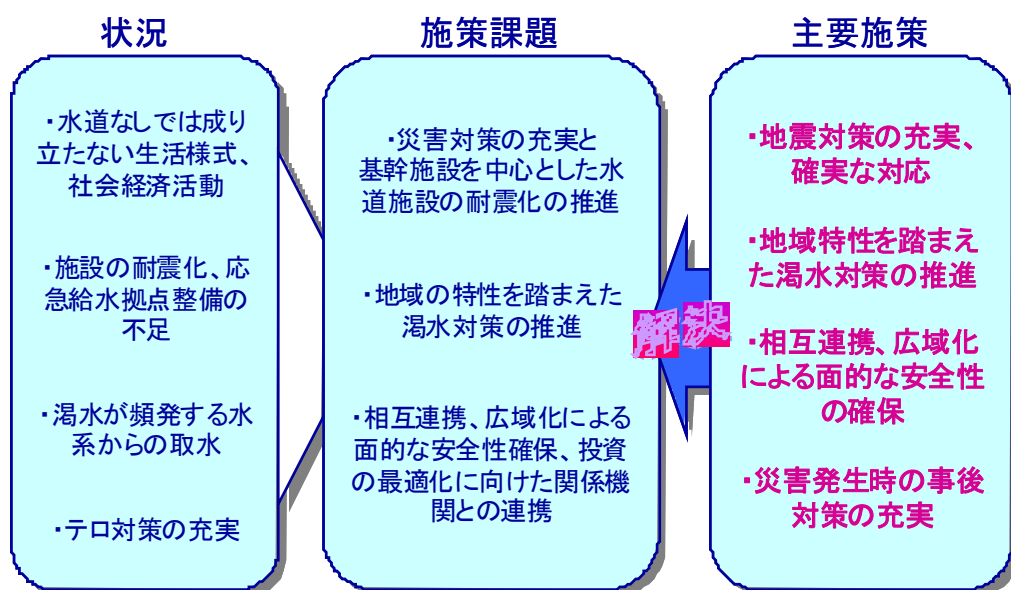 状況
・水道なしでは成り
立たない生活様式、
社会経済活動
・施設の耐震化、応
急給水拠点整備の
不足
・渇水が頻発する水
系からの取水
・テロ対策の充実
施策課題
・災害対策の充実と
基幹施設を中心とした水
道施設の耐震化の推進
・地域の特性を踏まえた
渇水対策の推進
・相互連携、広域化による
面的な安全性確保、投資
の最適化に向けた関係機
関との連携
解決
主要施策
・地震対策の充実、
確実な対応
・地域特性を踏まえ
た渇水対策の推進
・相互連携、広域化
による面的な安全性
の確保
・災害発生時の事後
対策の充実